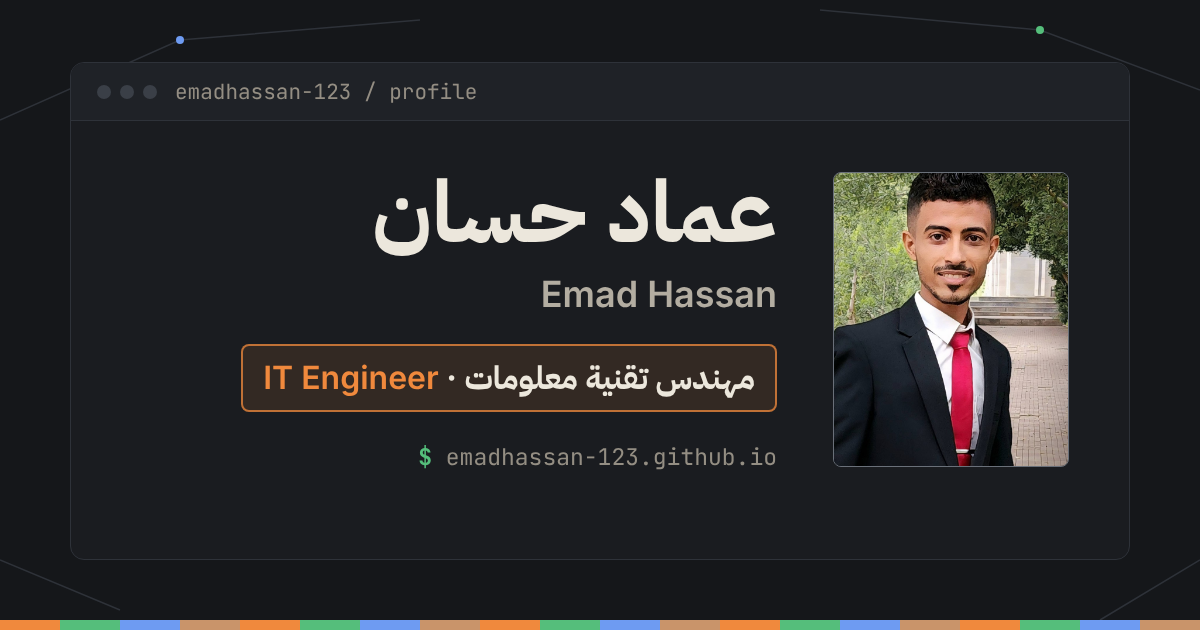 emadhassan-123 / profile
عماد حسان
Emad Hassan
مهندس تقنية معلومات · IT Engineer
$ emadhassan-123.github.io